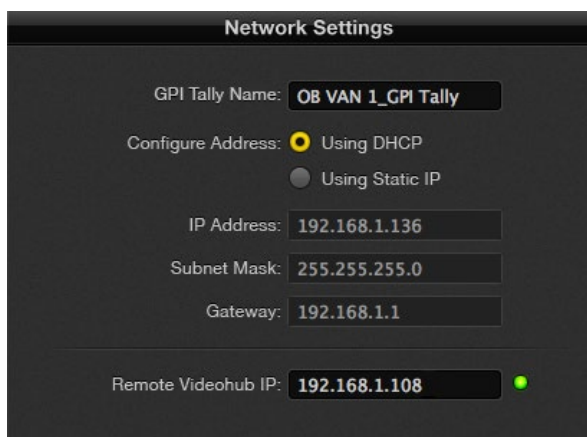 Network Settings
GPI Tally Name: OB VAN 1_GPI Tally
Configure Address: Using DHCP
Using Static IP
IP Address: 192.168.1.136
Subnet Mask: 255.255.255.0
Gateway: 192.168.1.1
Remote Videohub IP: 192.168.1.108